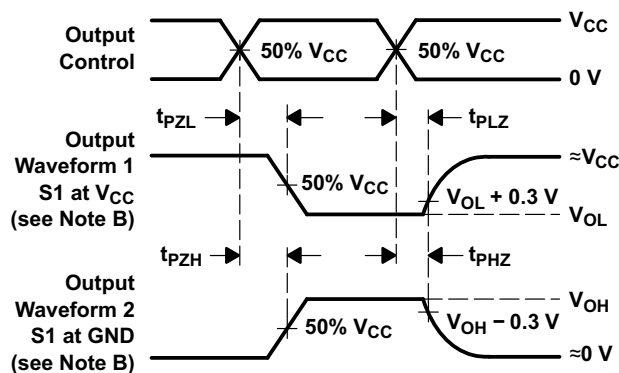 Output
Control
50% VCC
50% VCC
VCC
0 V
tPZL
tPLZ
Output
Waveform 1
S1 at VCC
(see Note B)
50% VCC
≈VCC
VOL + 0.3 V
VOL
tPZH
tPHZ
Output
Waveform 2
S1 at GND
(see Note B)
50% VCC
VOH
VOH − 0.3 V
≈0 V